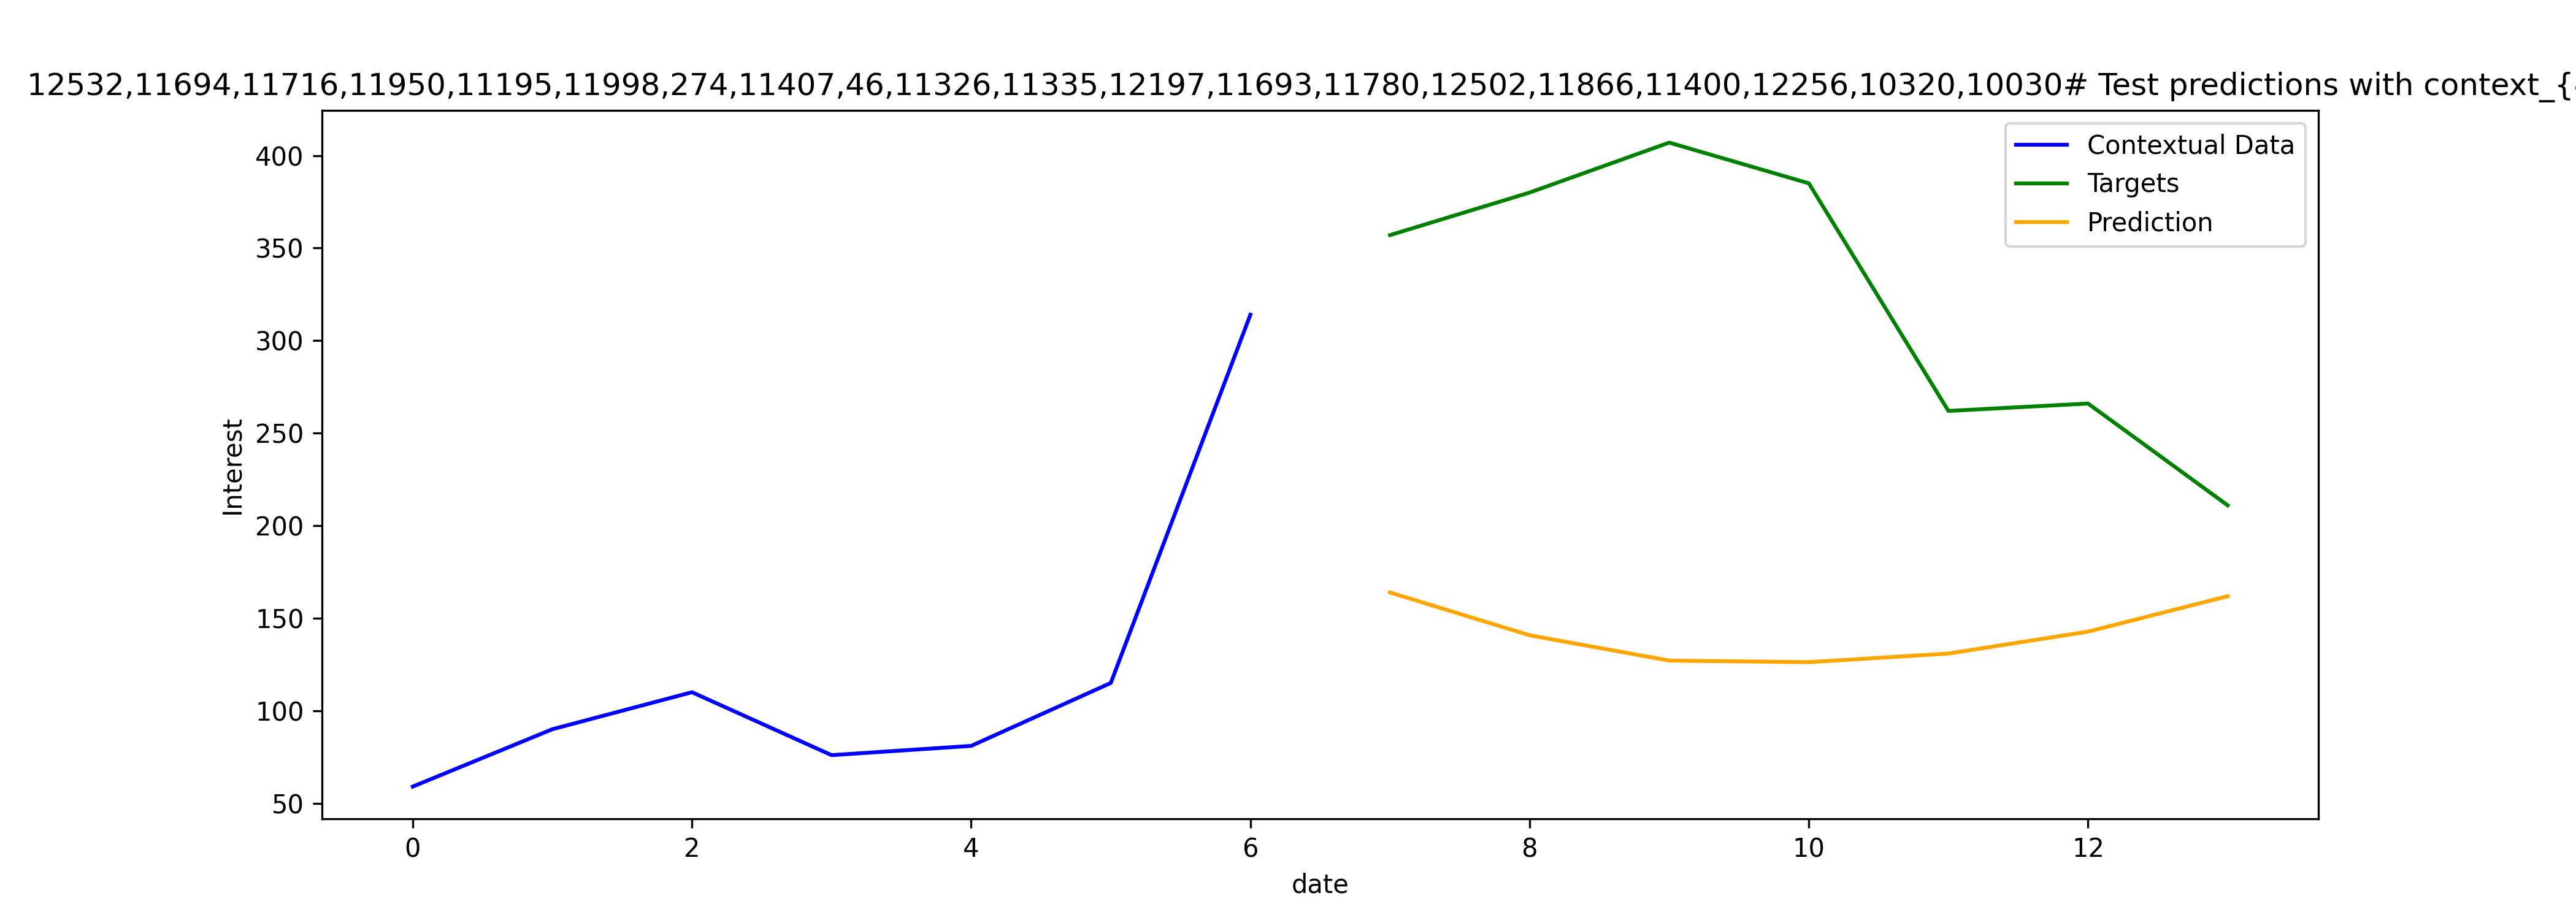 12532,11694,11716,11950,11195,11998,274,11407,46,11326,11335,12197,11693,11780,12502,11866,11400,12256,10320,10030# Test predictions with context_{
Contextual Data
Targets
Prediction
400
350
300
250
200
150
100
50
Interest
0 2 4 6 8 10 12
date